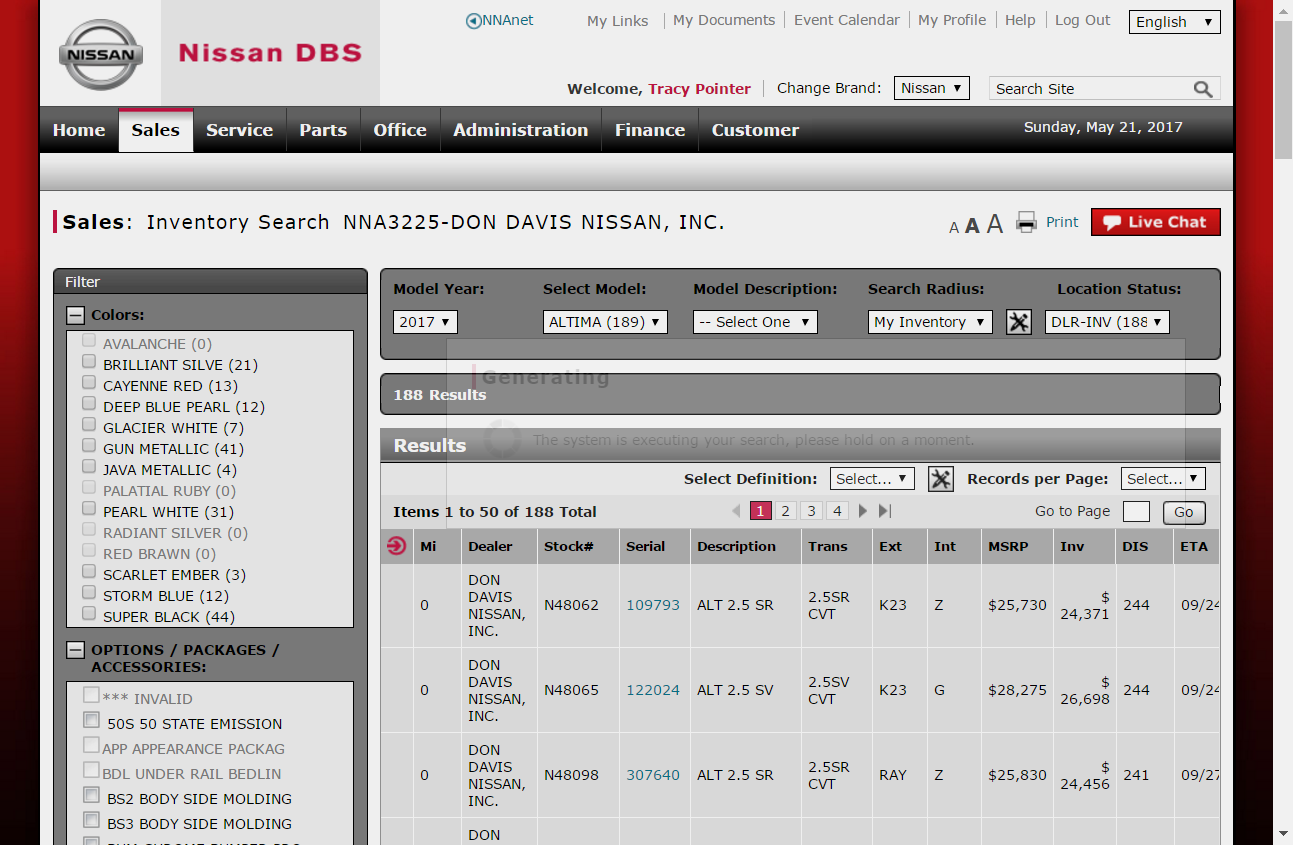 NNAnet
My Links
My Documents
Event Calendar
My Profile
Help
Log Out
English
NISSAN
Nissan DBS
Welcome, Tracy Pointer
Change Brand:
Nissan
Search Site
Home
Sales
Service
Parts
Office
Administration
Finance
Customer
Sunday, May 21, 2017
Sales: Inventory Search NNA3225-DON DAVIS NISSAN, INC.
A A A
Print
Live Chat
Filter
Colors:
AVALANCHE (0)
BRILLIANT SILVE (21)
CAYENNE RED (13)
DEEP BLUE PEARL (12)
GLACIER WHITE (7)
GUN METALLIC (41)
JAVA METALLIC (4)
PALATIAL RUBY (0)
PEARL WHITE (31)
RADIANT SILVER (0)
RED BRAWN (0)
SCARLET EMBER (3)
STORM BLUE (12)
SUPER BLACK (44)
OPTIONS / PACKAGES /
ACCESSORIES:
*** INVALID
50S 50 STATE EMISSION
APP APPEARANCE PACKAG
BDL UNDER RAIL BEDLIN
BS2 BODY SIDE MOLDING
BS3 BODY SIDE MOLDING
Model Year:
Select Model:
Model Description:
Search Radius:
Location Status:
2017
ALTIMA (189)
-- Select One
My Inventory
DLR-INV (188
Generating
188 Results
The system is executing your search, please hold on a moment.
Results
Select Definition:
Select...
Records per Page:
Select...
Items 1 to 50 of 188 Total
1 2 3 4
Go to Page
Go
Mi Dealer Stock# Serial Description Trans Ext Int MSRP Inv DIS ETA
DON
DAVIS
NISSAN,
INC.
0 N48062 109793 ALT 2.5 SR
2.5SR
CVT
K23 Z $25,730
$
24,371
244 09/24
DON
DAVIS
NISSAN,
INC.
0 N48065 122024 ALT 2.5 SV
2.5SV
CVT
K23 G $28,275
$
26,698
244 09/24
DON
DAVIS
NISSAN,
INC.
0 N48098 307640 ALT 2.5 SR
2.5SR
CVT
RAY Z $25,830
$
24,456
241 09/27
DON